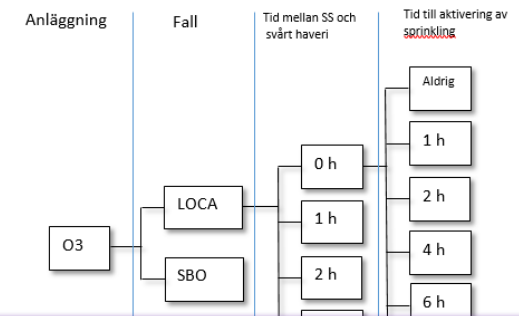 Anläggning
Fall
Tid mellan SS och
svårt haveri
Tid till aktivering av
sprinkling
Aldrig
0 h
1 h
LOCA
1 h
2 h
O3
4 h
SBO
2 h
6 h